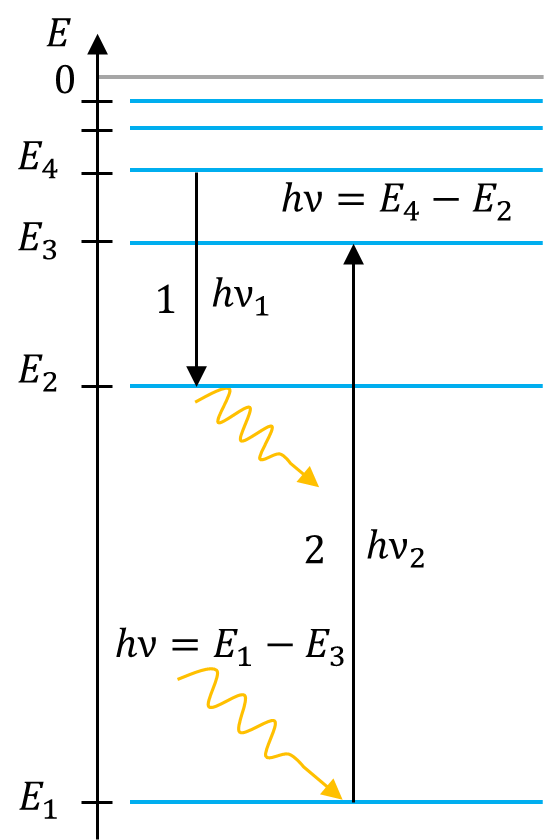 E
0
E₄
hν = E₄ − E₂
E₃
1 hν₁
E₂
2 hν₂
hν = E₁ − E₃
E₁